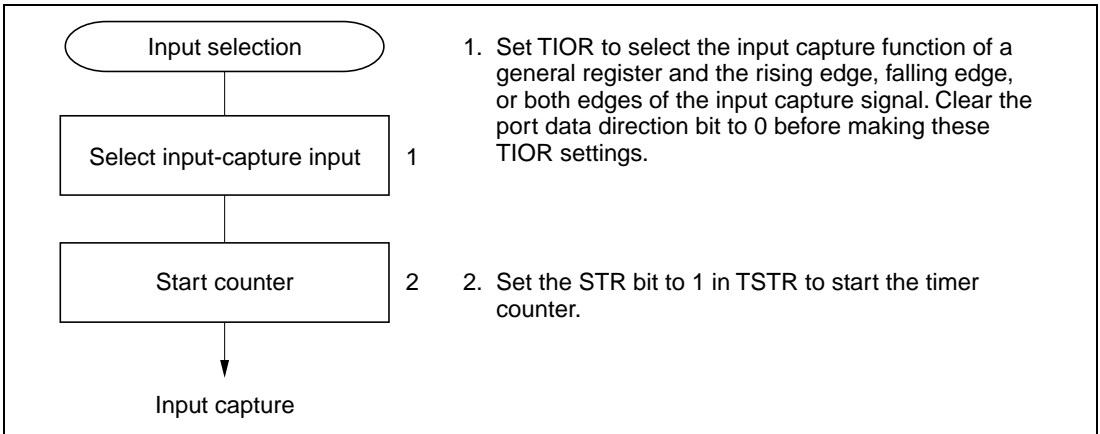 Input selection
Select input-capture input 1
Start counter 2
Input capture
1. Set TIOR to select the input capture function of a
general register and the rising edge, falling edge,
or both edges of the input capture signal. Clear the
port data direction bit to 0 before making these
TIOR settings.
2. Set the STR bit to 1 in TSTR to start the timer
counter.